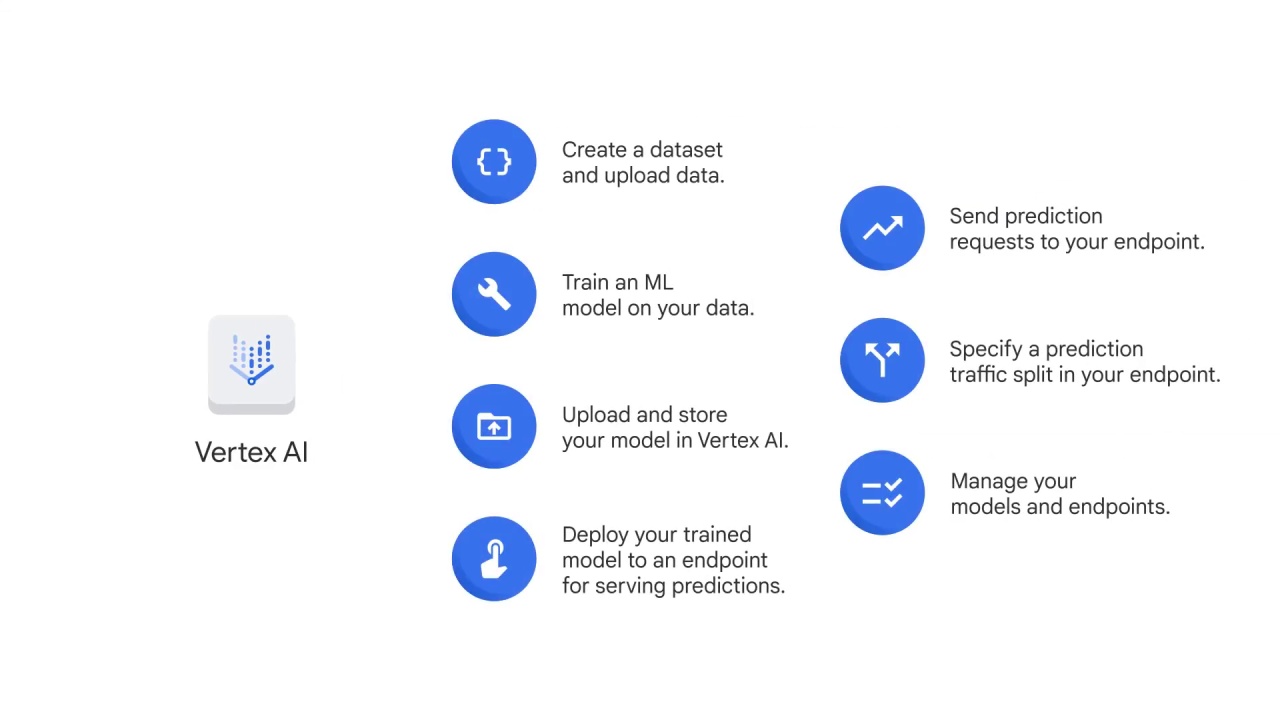 Vertex AI
Create a dataset
and upload data.
Train an ML
model on your data.
Upload and store
your model in Vertex AI.
Deploy your trained
model to an endpoint
for serving predictions.
Send prediction
requests to your endpoint.
Specify a prediction
traffic split in your endpoint.
Manage your
models and endpoints.